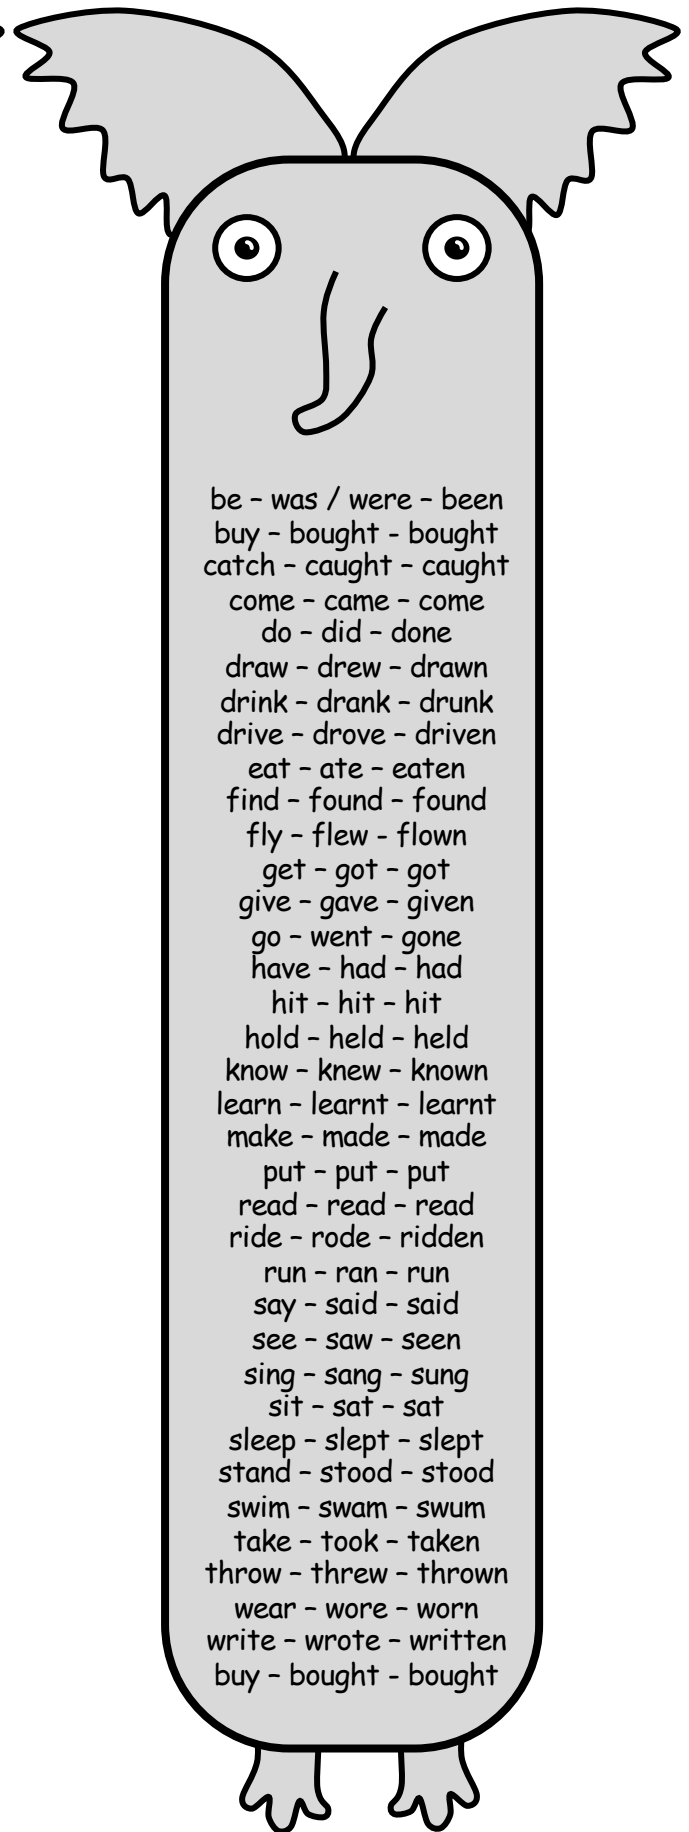 be – was / were – been
buy – bought - bought
catch – caught – caught
come – came – come
do – did – done
draw – drew – drawn
drink – drank – drunk
drive – drove – driven
eat – ate – eaten
find – found – found
fly – flew - flown
get – got – got
give – gave – given
go – went – gone
have – had – had
hit – hit – hit
hold – held – held
know – knew – known
learn – learnt – learnt
make – made – made
put – put – put
read – read – read
ride – rode – ridden
run – ran – run
say – said – said
see – saw – seen
sing – sang – sung
sit – sat – sat
sleep – slept – slept
stand – stood – stood
swim – swam – swum
take – took – taken
throw – threw – thrown
wear – wore – worn
write – wrote – written
buy – bought - bought